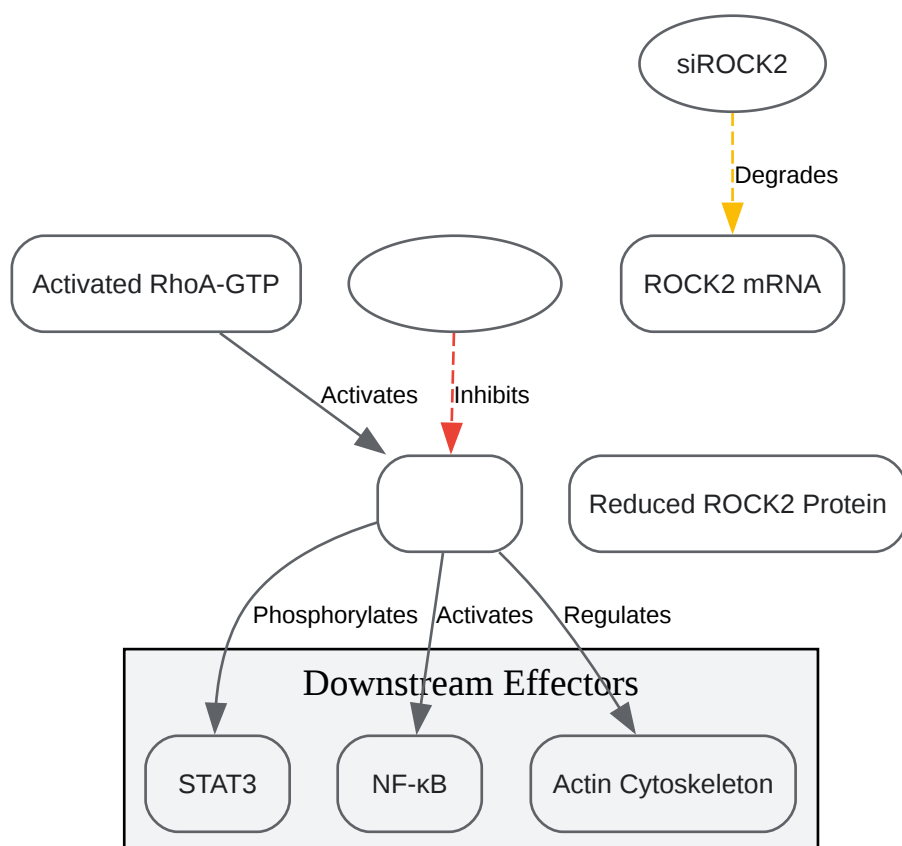 siROCK2
Degrades
Activated RhoA-GTP
ROCK2 mRNA
Activates
Inhibits
Reduced ROCK2 Protein
Phosphorylates
Activates
Regulates
Downstream Effectors
STAT3
NF-κB
Actin Cytoskeleton